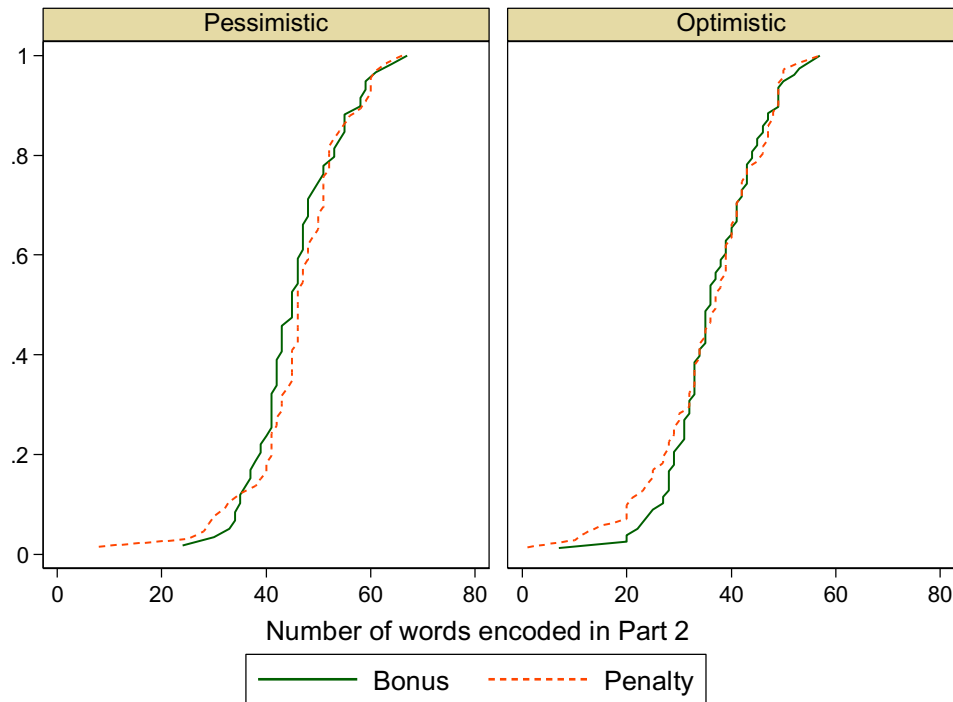 Pessimistic
Optimistic
1
.8
.6
.4
.2
0
0 20 40 60 80
0 20 40 60 80
Number of words encoded in Part 2
Bonus Penalty